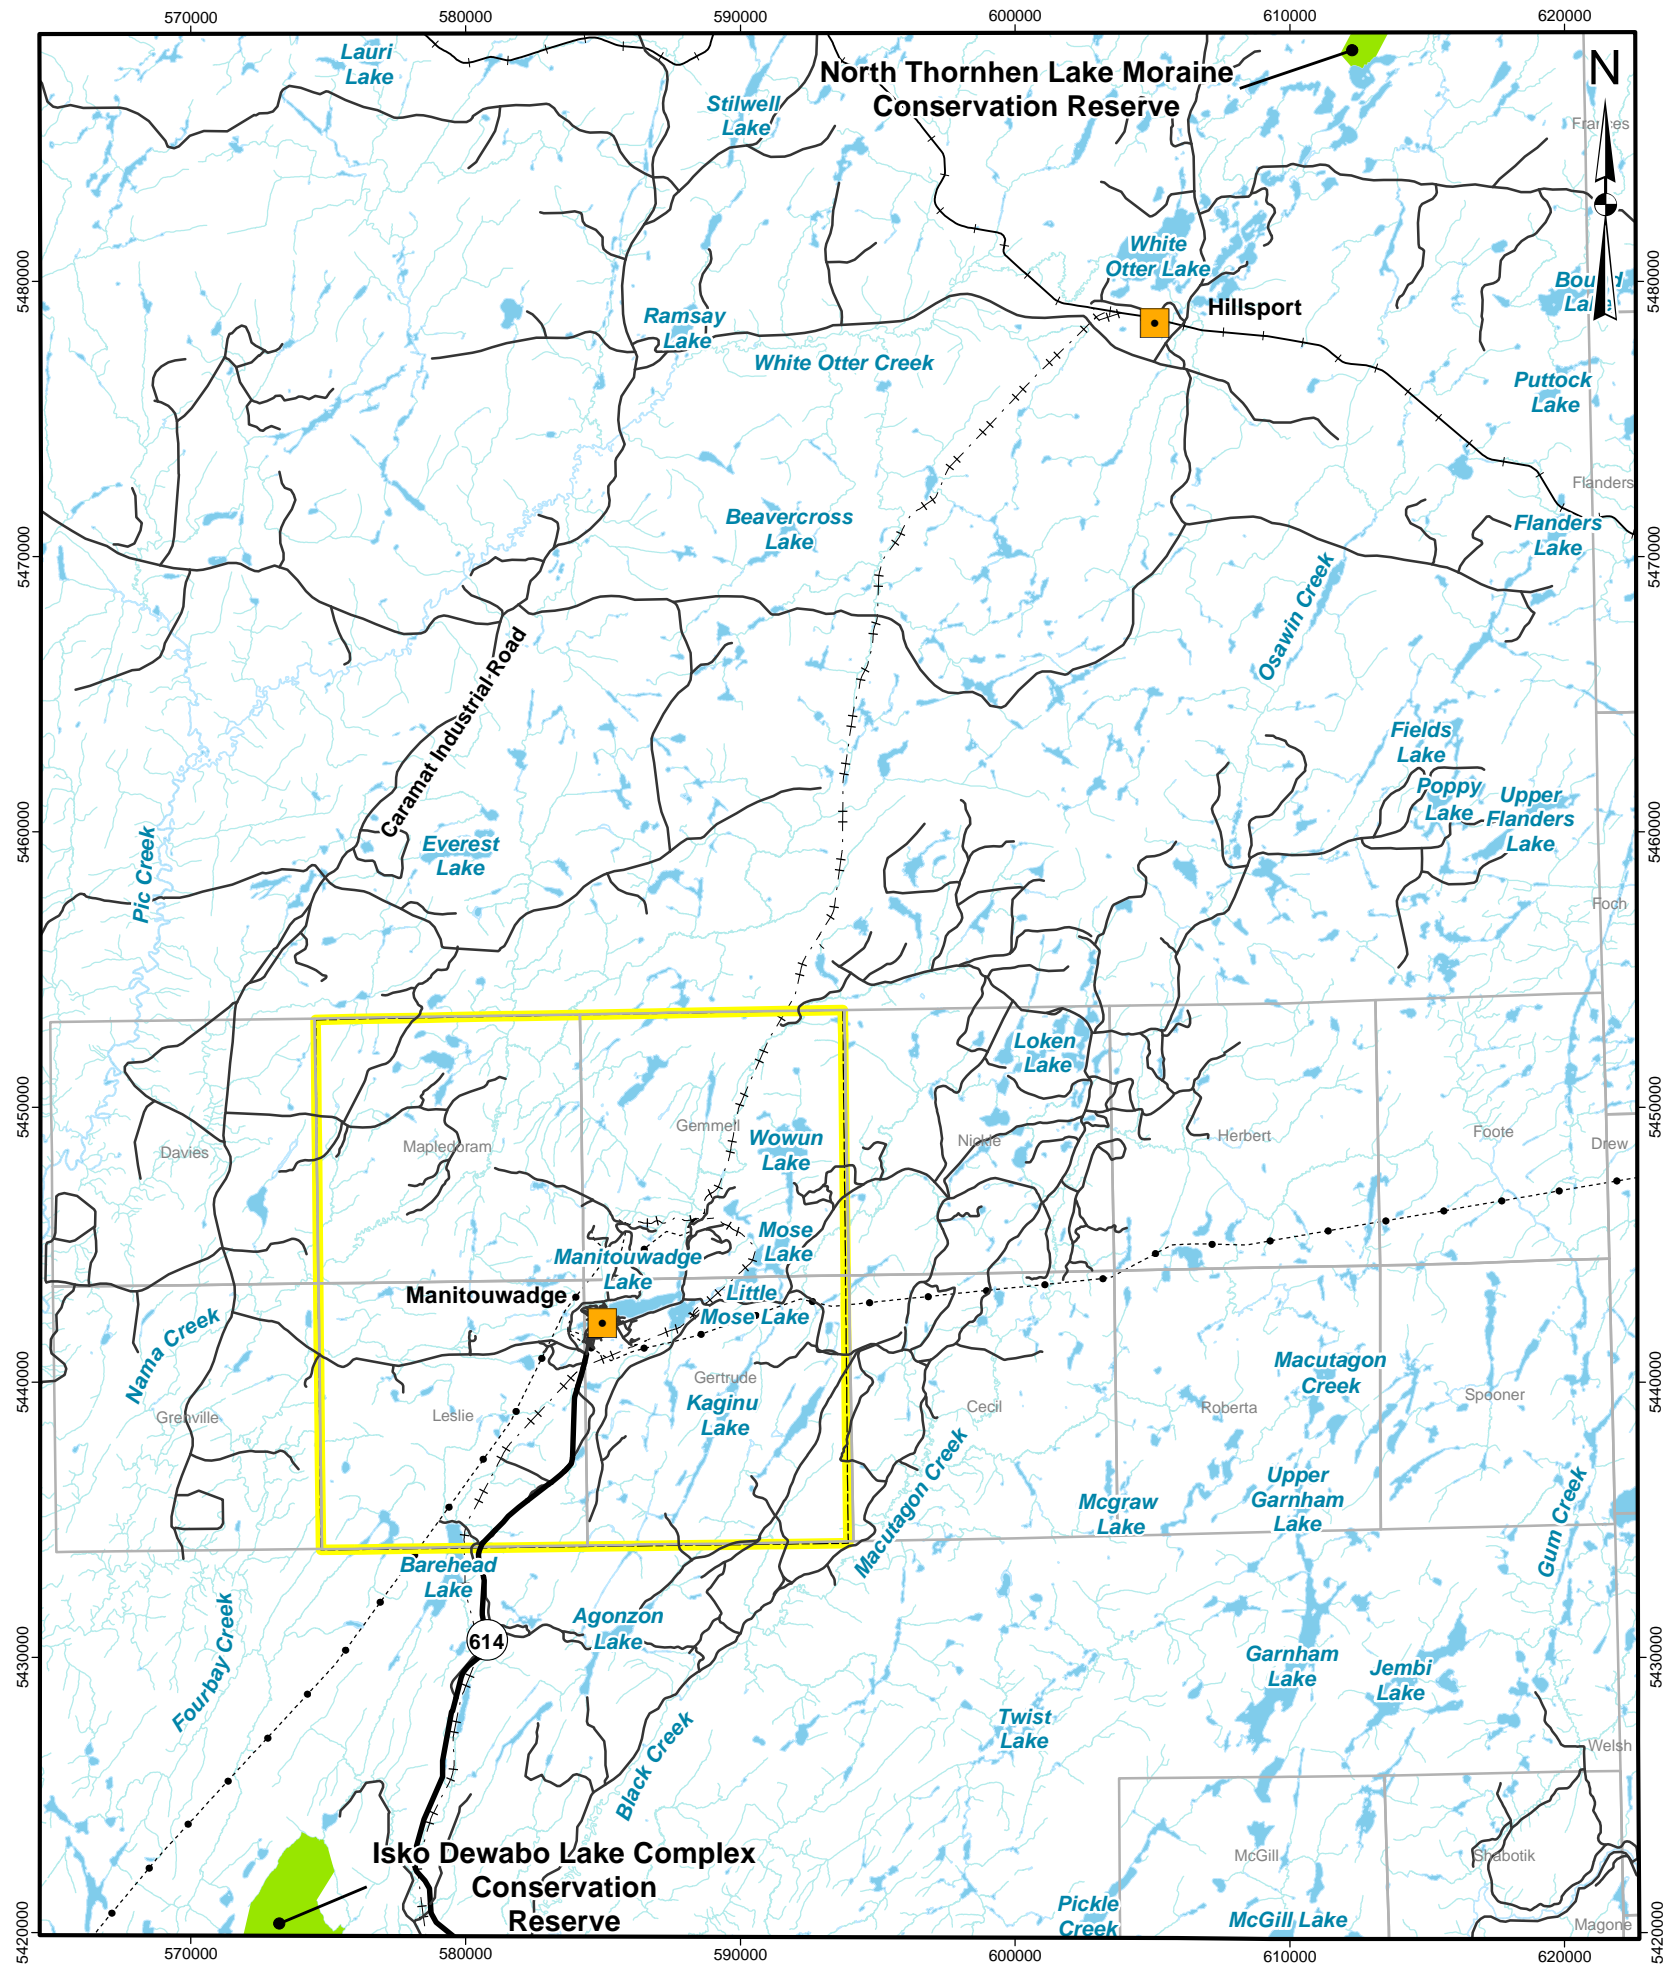 570000
580000
590000
600000
610000
620000
Lauri
Lake
North Thornhen Lake Moraine
Conservation Reserve
N
Stilwell
Lake
Frances
White
Otter Lake
5480000
5480000
Hillsport
Ramsay
Lake
White Otter Creek
Puttock
Lake
Flanders
Beavercross
Lake
Flanders
Lake
5470000
5470000
Osawin Creek
Caramat Industrial Road
Fields
Lake
Poppy
Lake
Upper
Flanders
Lake
5460000
5460000
Everest
Lake
Pic Creek
Foch
Loken
Lake
5450000
5450000
Davies
Mapledoram
Gemmell
Wowun
Lake
Nickle
Herbert
Foote
Drew
Mose
Lake
Manitouwadge
Lake
Manitouwadge
Little
Mose Lake
Nama Creek
5440000
5440000
Grenville
Leslie
Gertrude
Kaginu
Lake
Cecil
Macutagon
Creek
Roberta
Spooner
Macutagon Creek
Mcgraw
Lake
Upper
Garnham
Lake
Gum Creek
Barehead
Lake
Agonzon
Lake
614
Fourbay Creek
5430000
5430000
Garnham
Lake
Jembi
Lake
Twist
Lake
Black Creek
Welsh
Isko Dewabo Lake Complex
Conservation
Reserve
McGill
Shabotik
Pickle
Creek
McGill Lake
Magone
5420000
5420000
570000
580000
590000
600000
610000
620000